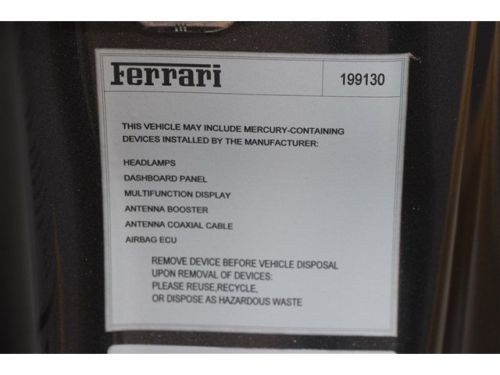 Ferrari 199130
THIS VEHICLE MAY INCLUDE MERCURY-CONTAINING
DEVICES INSTALLED BY THE MANUFACTURER:
HEADLAMPS
DASHBOARD PANEL
MULTIFUNCTION DISPLAY
ANTENNA BOOSTER
ANTENNA COAXIAL CABLE
AIRBAG ECU
REMOVE DEVICE BEFORE VEHICLE DISPOSAL
UPON REMOVAL OF DEVICES:
PLEASE REUSE,RECYCLE,
OR DISPOSE AS HAZARDOUS WASTE